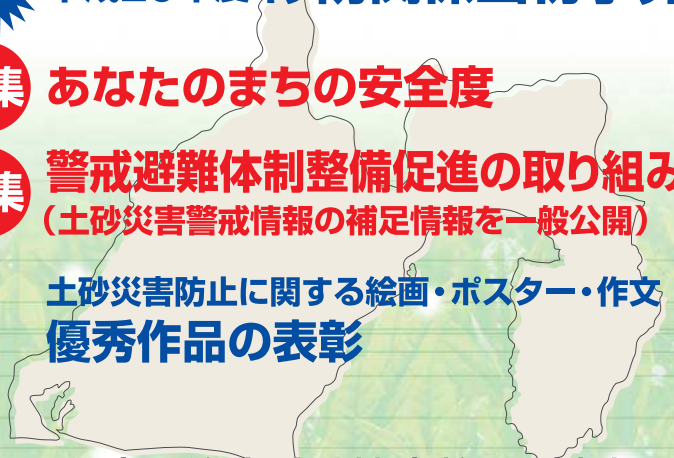 集 あなたのまちの安全度
集 警戒避難体制整備促進の取り組み
（土砂災害警戒情報の補足情報を一般公開）
土砂災害防止に関する絵画・ポスター・作文
優秀作品の表彰